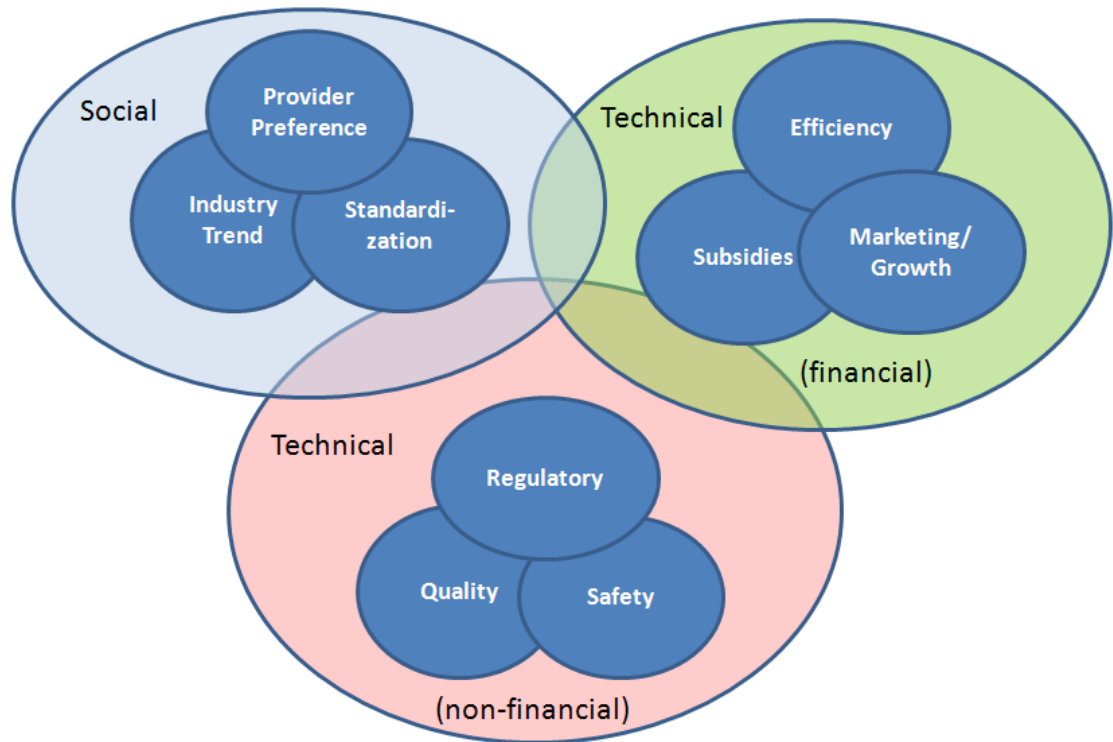 Social
Provider
Preference
Industry
Trend
Standardi-
zation
Technical
Efficiency
Subsidies
Marketing/
Growth
(financial)
Technical
Regulatory
Quality
Safety
(non-financial)